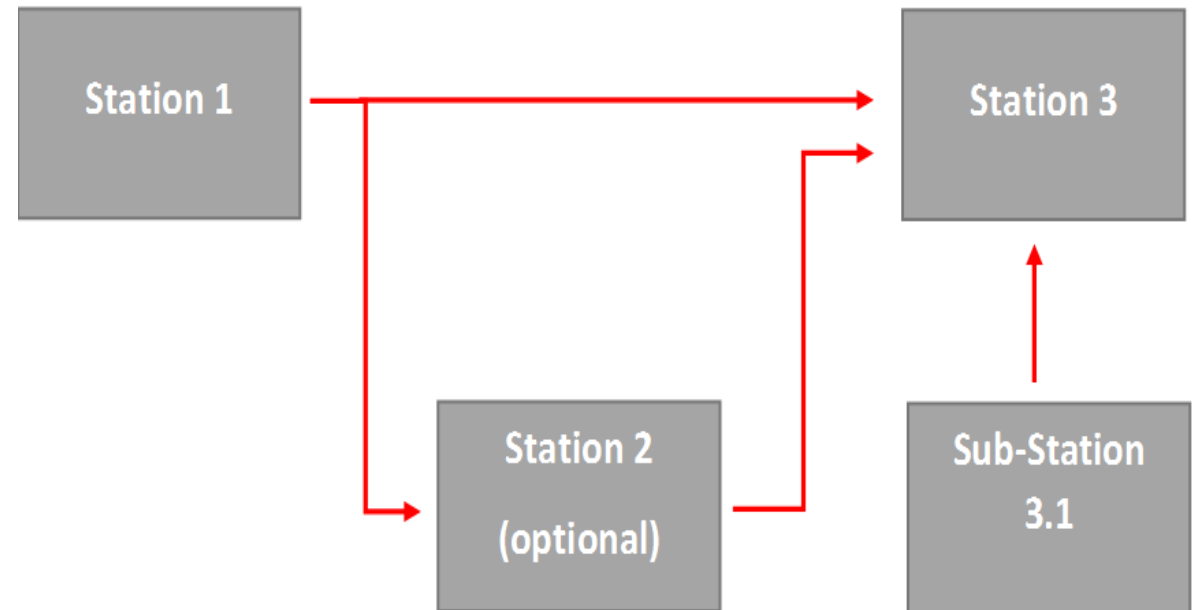 Station 1
Station 3
Station 2
(optional)
Sub-Station
3.1